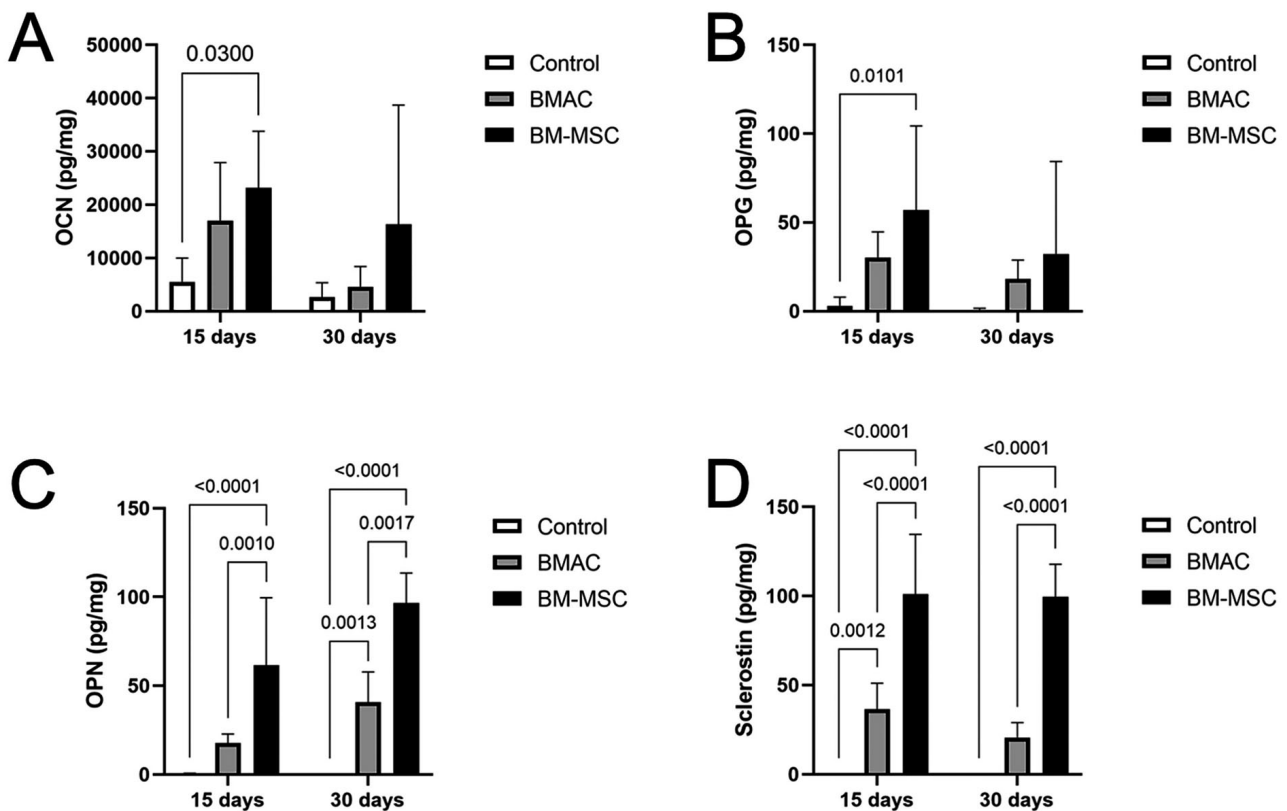 A
OCN (pg/mg)
50000
40000
30000
20000
10000
0
0.0300
15 days
30 days
Control
BMAC
BM-MSC
B
OPG (pg/mg)
150
100
50
0
0.0101
15 days
30 days
Control
BMAC
BM-MSC
C
OPN (pg/mg)
150
100
50
0
<0.0001
0.0010
<0.0001
0.0017
0.0013
15 days
30 days
Control
BMAC
BM-MSC
D
Sclerostin (pg/mg)
150
100
50
0
<0.0001
<0.0001
0.0012
<0.0001
<0.0001
15 days
30 days
Control
BMAC
BM-MSC